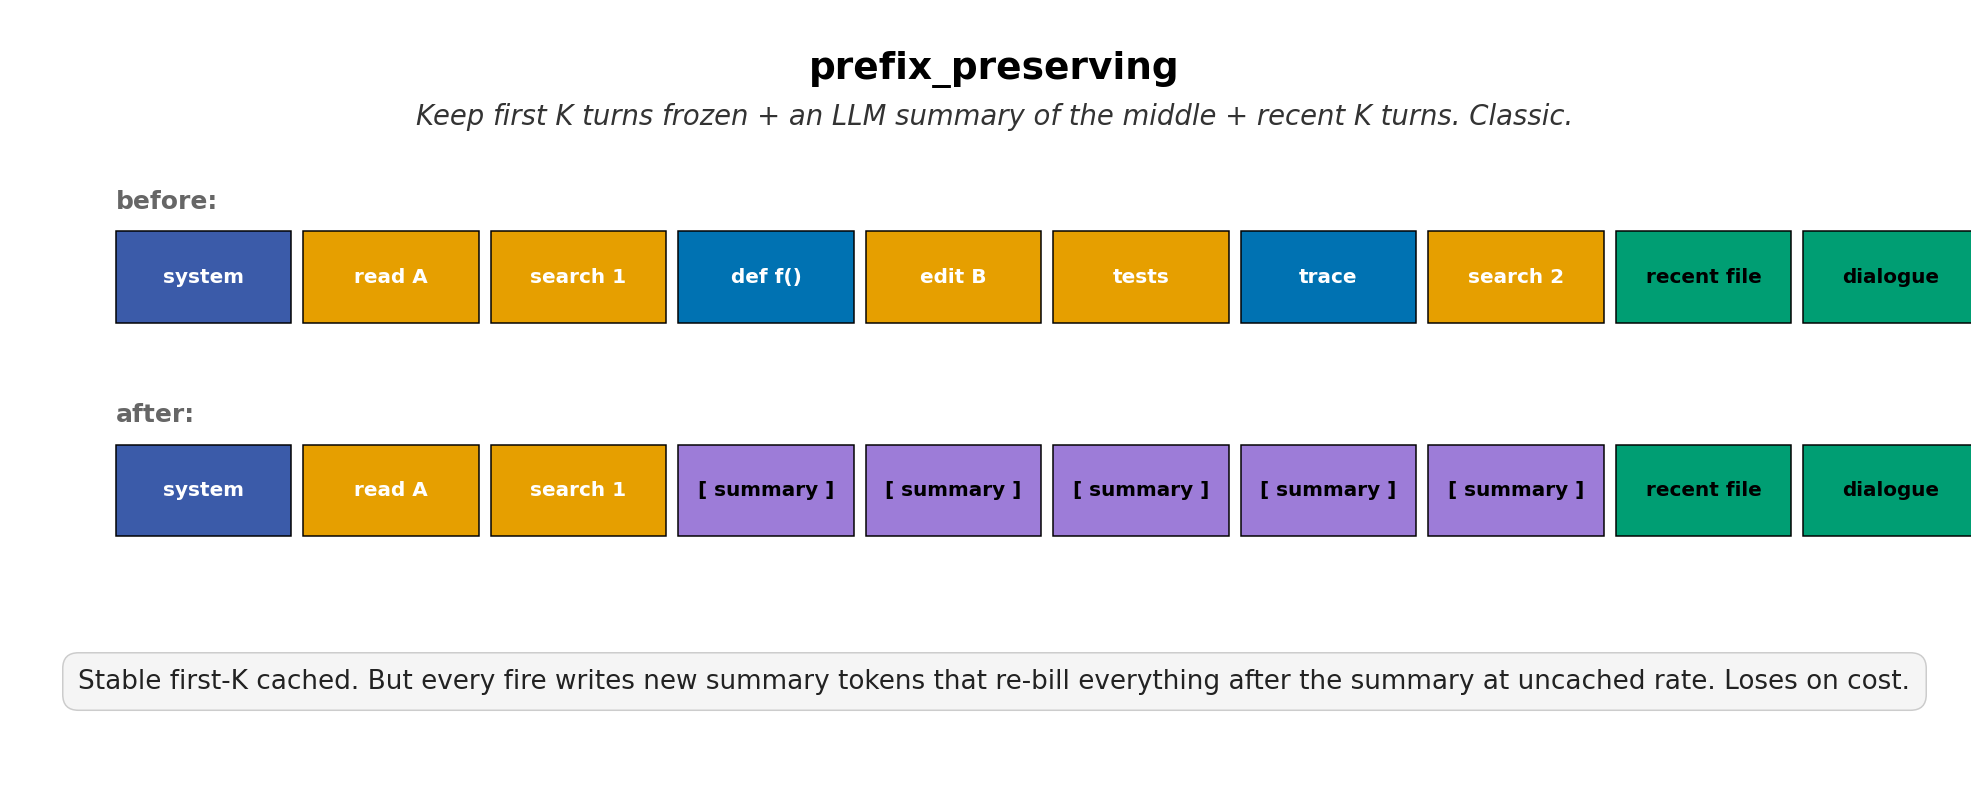 prefix_preserving
Keep first K turns frozen + an LLM summary of the middle + recent K turns. Classic.
before:
system read A search 1 def f() edit B tests trace search 2 recent file dialogue
after:
system read A search 1 [ summary ] [ summary ] [ summary ] [ summary ] [ summary ] recent file dialogue
Stable first-K cached. But every fire writes new summary tokens that re-bill everything after the summary at uncached rate. Loses on cost.